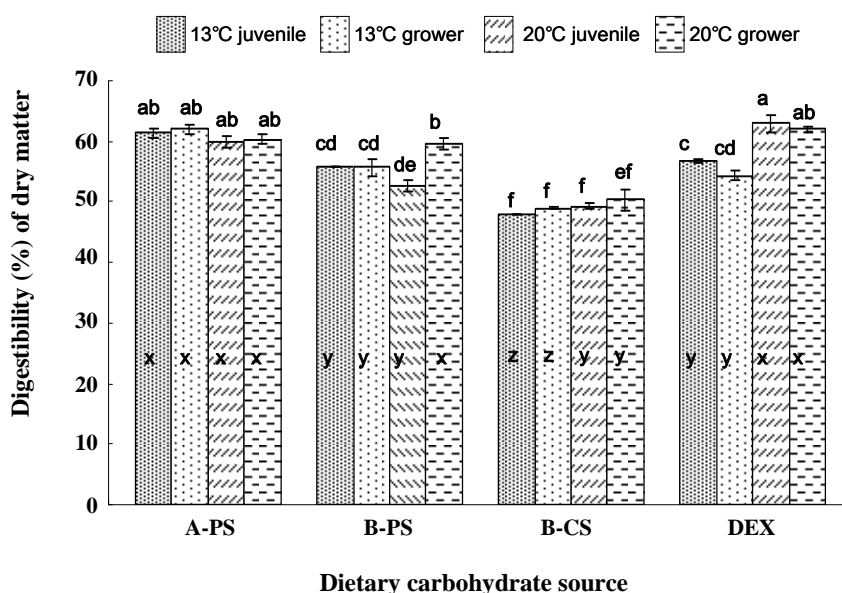 13°C juvenile 13°C grower 20°C juvenile 20°C grower
Digestibility (%) of dry matter
70
60
50
40
30
20
10
0
ab ab ab ab cd cd de b f f f ef c cd a ab
x x x x y y y x z z y y y y x x
A-PS B-PS B-CS DEX
Dietary carbohydrate source